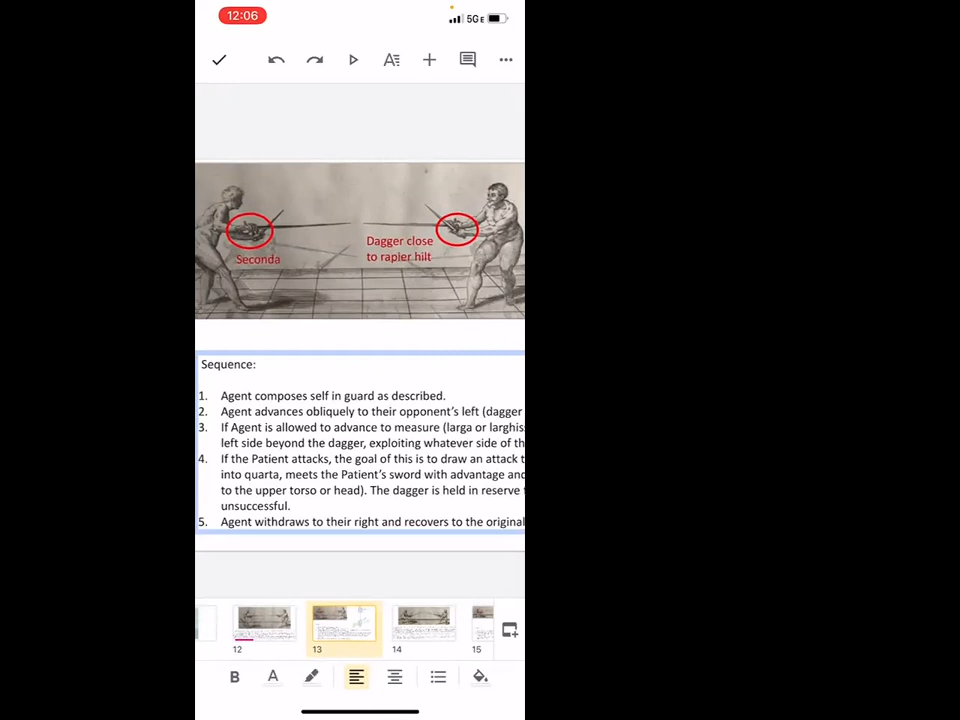 12:06
5GE
Seconda
Dagger close
to rapier hilt
Sequence:
1. Agent composes self in guard as described.
2. Agent advances obliquely to their opponent's left (dagger
3. If Agent is allowed to advance to measure (larga or larghis
left side beyond the dagger, exploiting whatever side of th
4. If the Patient attacks, the goal of this is to draw an attack t
into quarta, meets the Patient's sword with advantage and
to the upper torso or head). The dagger is held in reserve
unsuccessful.
5. Agent withdraws to their right and recovers to the original
12
13
14
15
B A